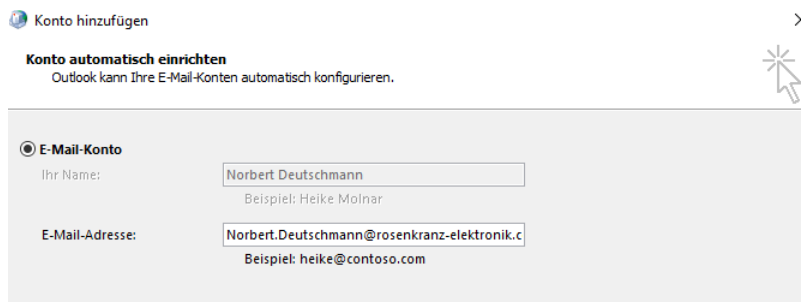 Konto hinzufügen
Konto automatisch einrichten
Outlook kann Ihre E-Mail-Konten automatisch konfigurieren.
E-Mail-Konto
Ihr Name: Norbert Deutschmann
Beispiel: Heike Molnar
E-Mail-Adresse: Norbert.Deutschmann@rosenkranz-elektronik.c
Beispiel: heike@contoso.com